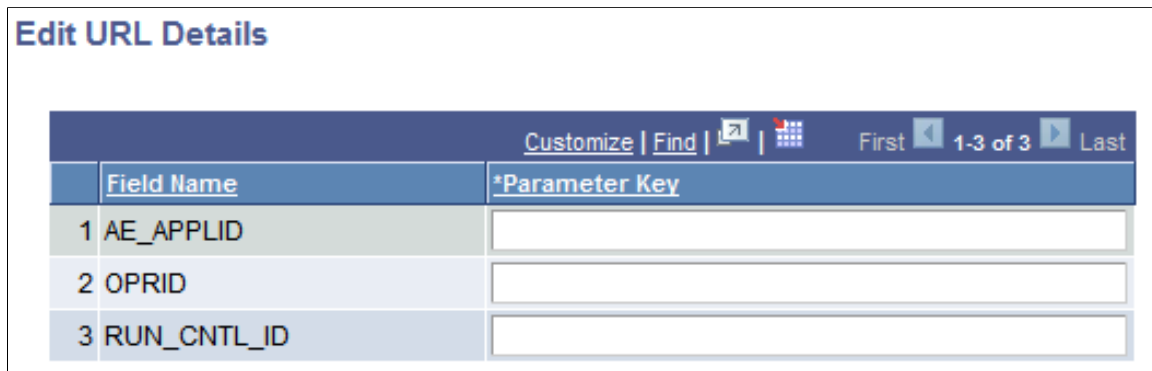 Edit URL Details
Customize | Find | | First 1-3 of 3 Last
Field Name *Parameter Key
1 AE_APPLID
2 OPRID
3 RUN_CNTL_ID